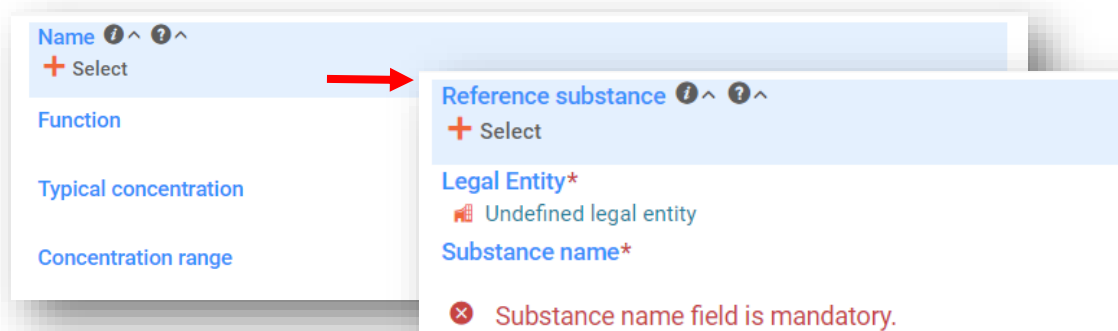 Name
Select
Function
Typical concentration
Concentration range
Reference substance
Select
Legal Entity*
Undefined legal entity
Substance name*
Substance name field is mandatory.